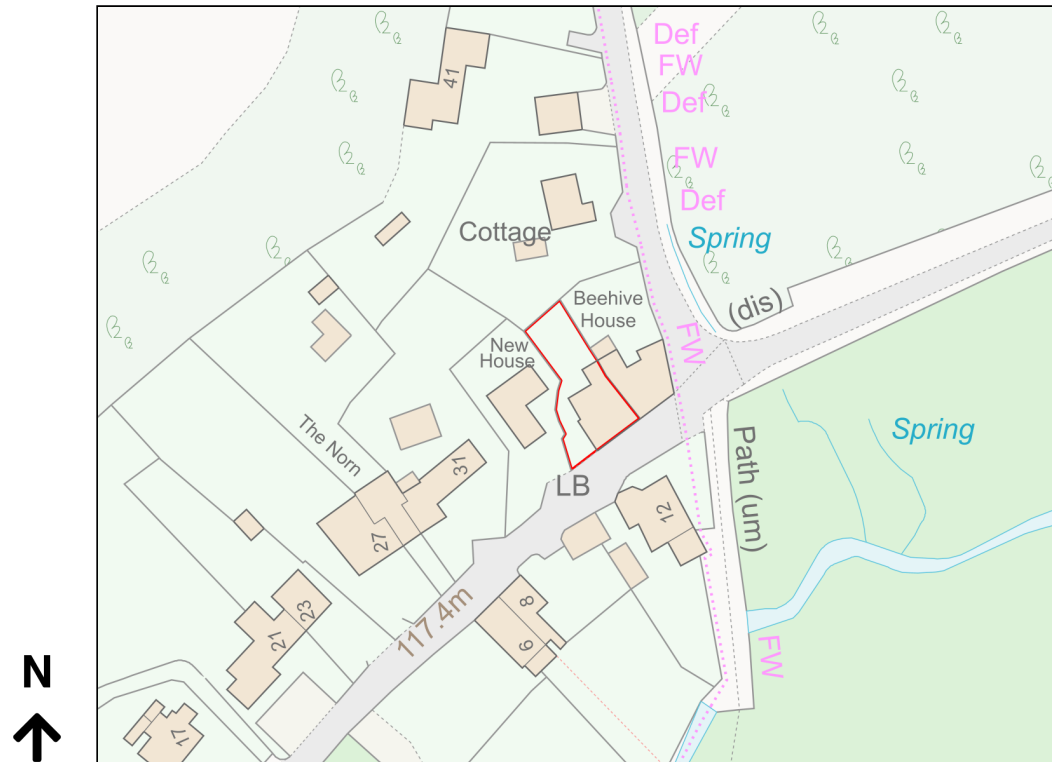 Def
FW
Def
FW
Def
41
Cottage
Spring
(dis)
Beehive
House
FW
New
House
The Norn
31
27
LB
12
Path (um)
Spring
117.4m
8
6
23
21
17
FW
N